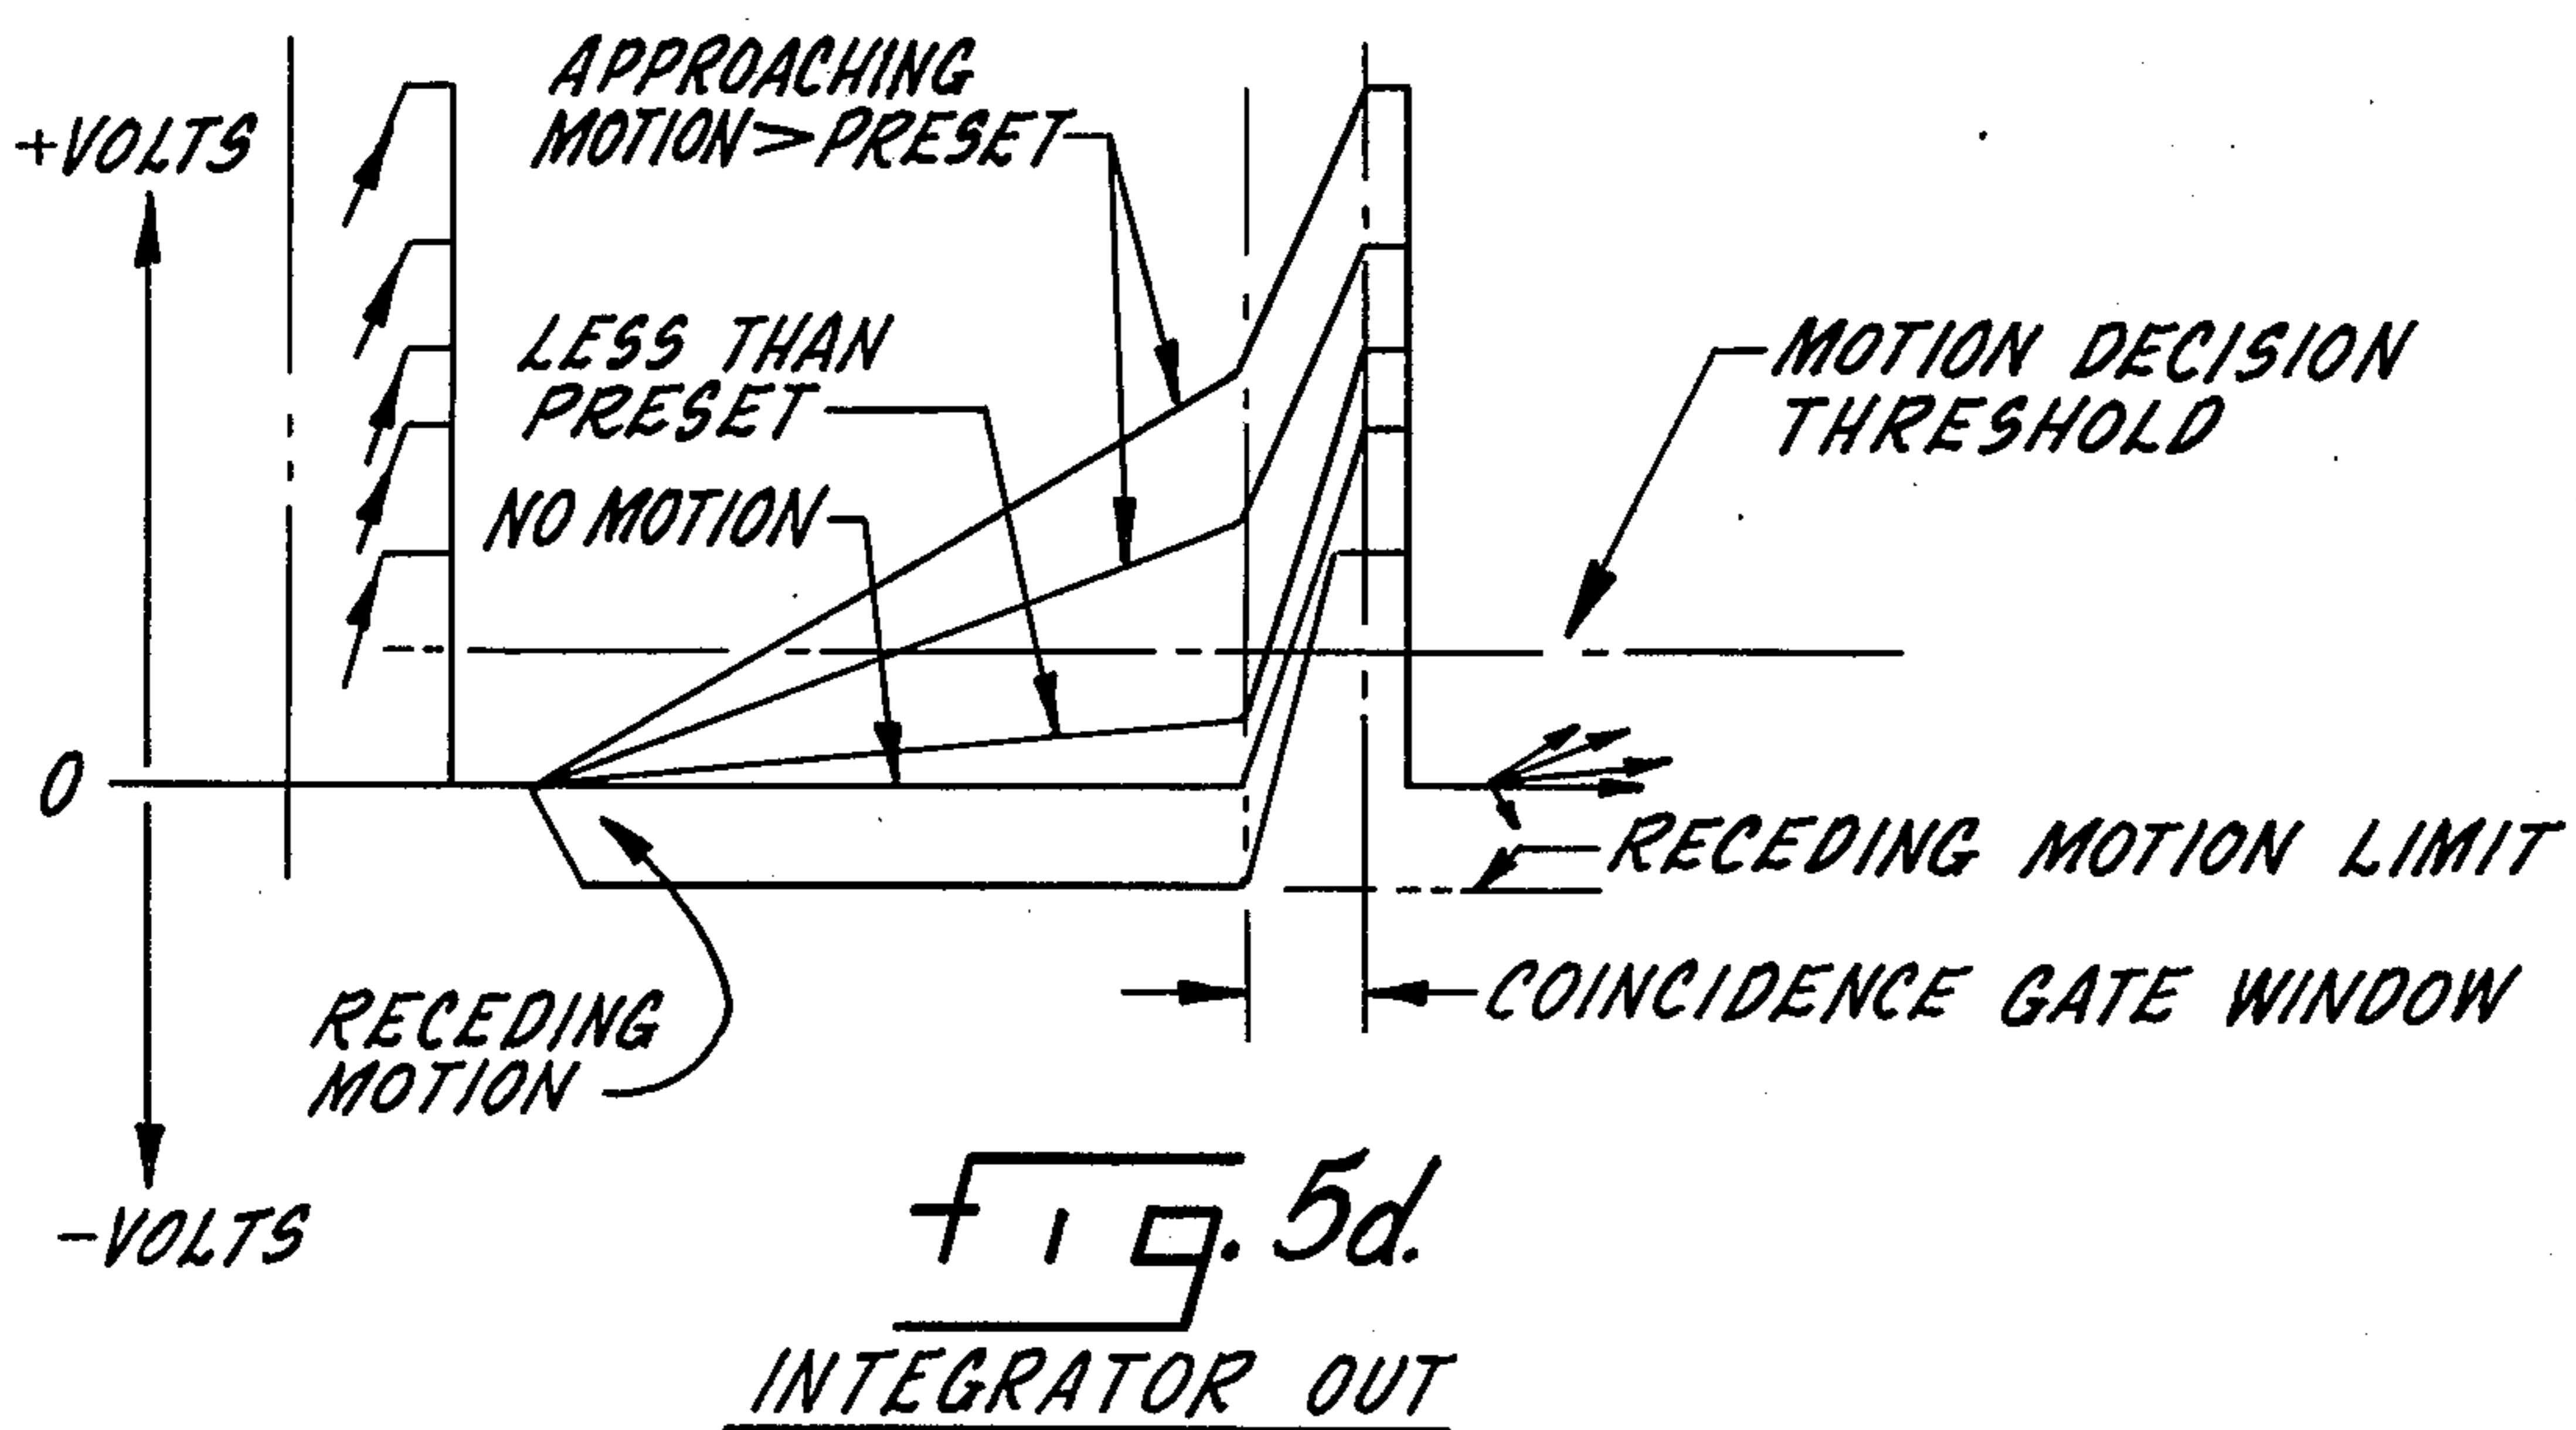 APPROACHING
MOTION>PRESET
+VOLTS
LESS THAN
PRESET
NO MOTION
MOTION DECISION
THRESHOLD
0
RECEDING MOTION LIMIT
COINCIDENCE GATE WINDOW
RECEDING
MOTION
-VOLTS
Fig. 5d.
INTEGRATOR OUT